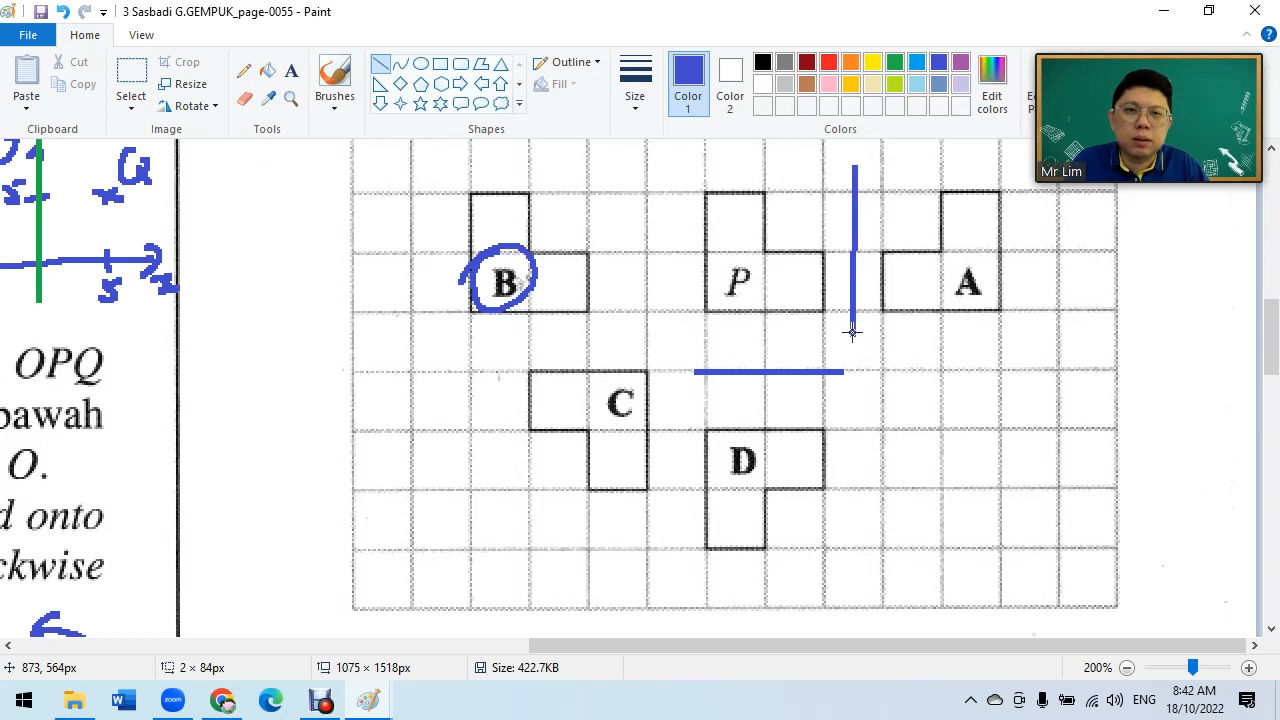 3 Sasbadi G.GEMPUK_page-0055 - Paint
File
Home
View
Paste
Cut
Copy
Clipboard
Select
Crop
Resize
Rotate
Image
Tools
Brushes
Outline
Fill
Shapes
Size
Color 1
Color 2
Edit colors
Colors
Mr Lim
Q
B
P
A
C
D
OPQ
bawah
O.
d onto
ckwise
873, 564px
2 × 84px
1075 × 1518px
Size: 422.7KB
200%
ENG
8:42 AM
18/10/2022